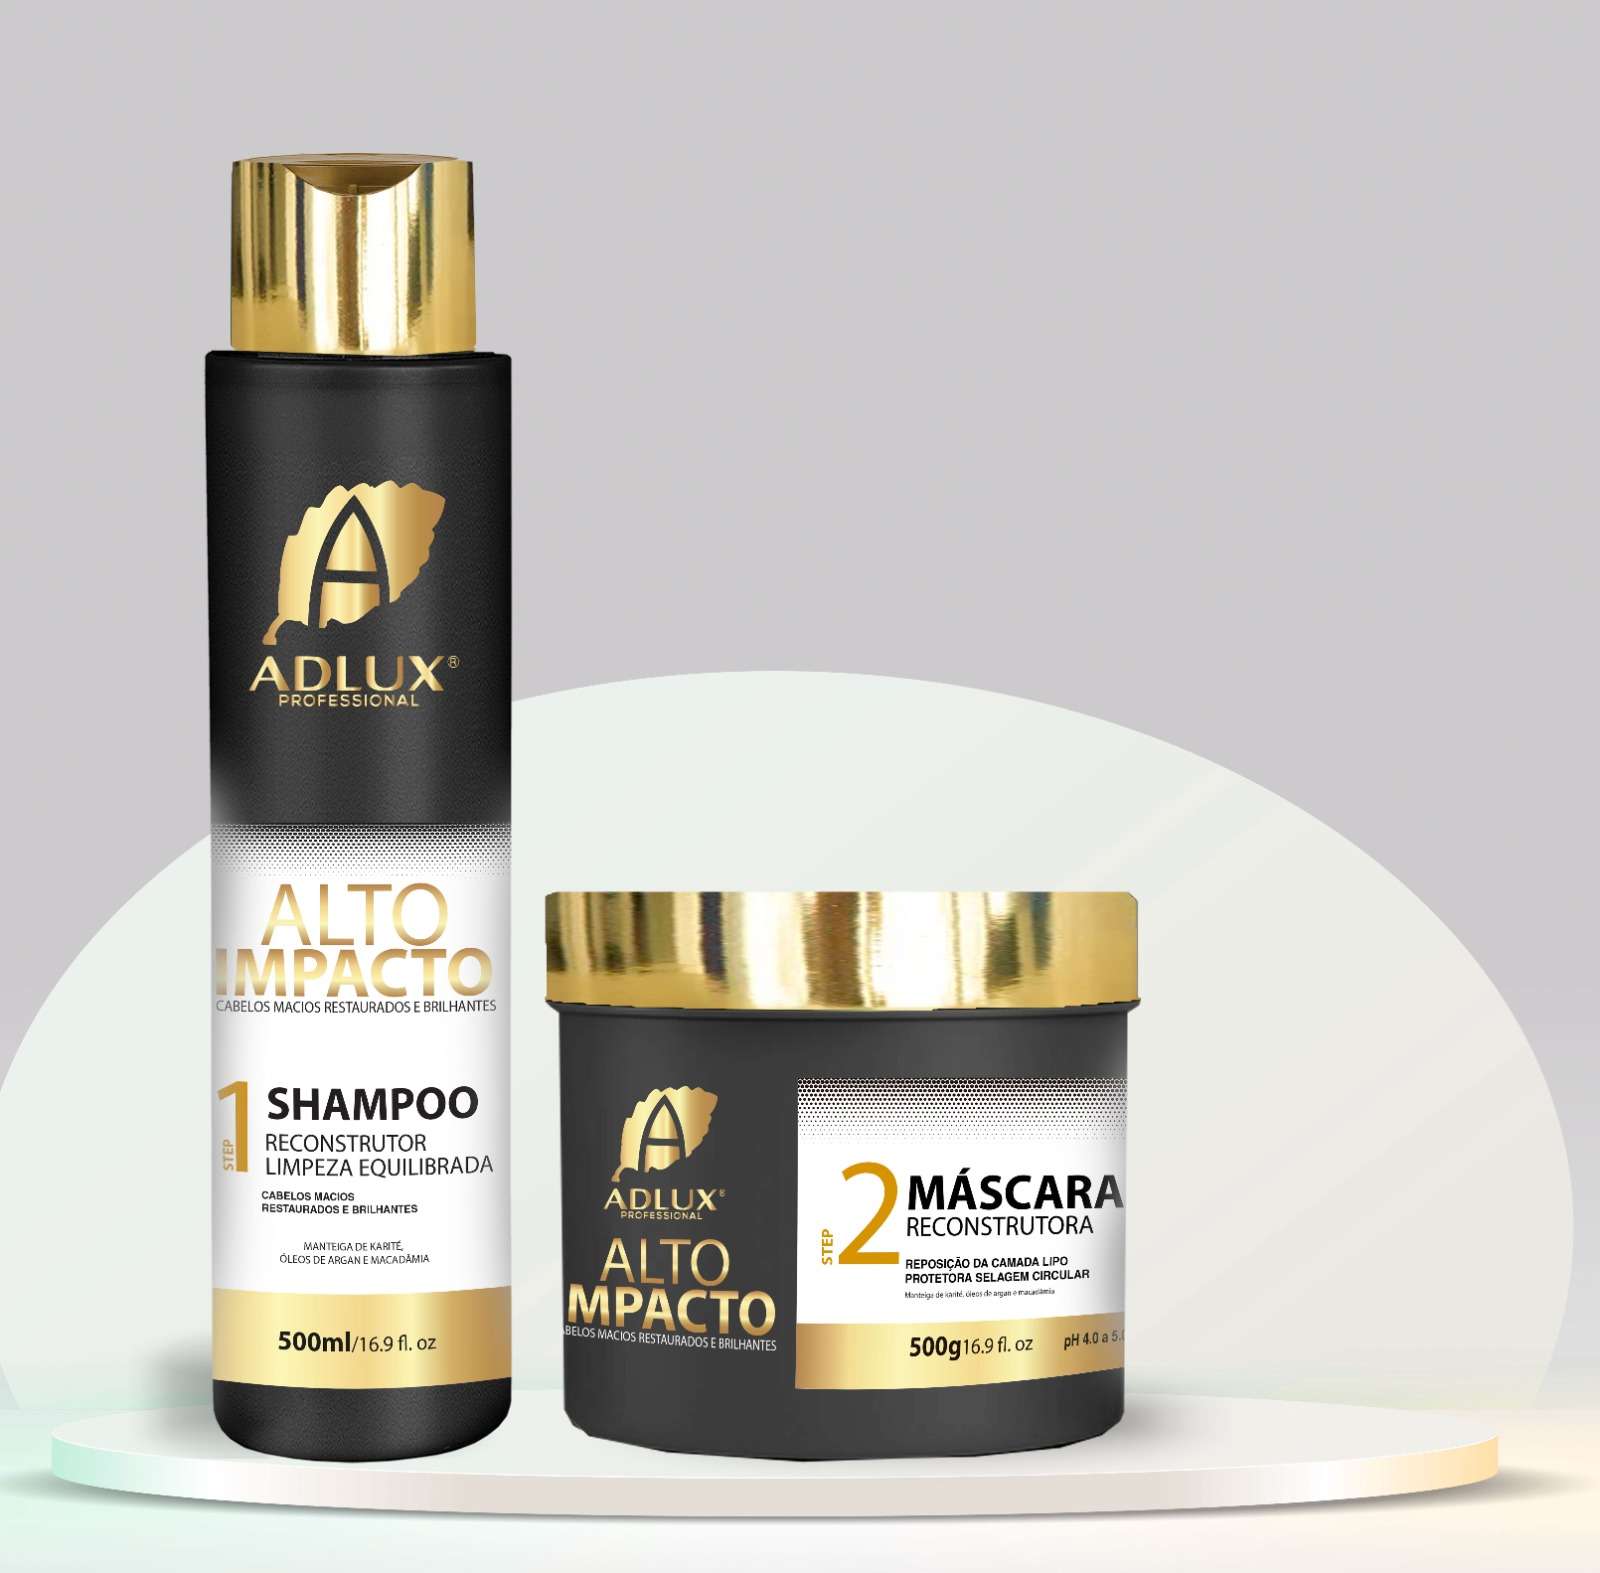 A
ADLUX®
PROFESSIONAL
ALTO
IMPACTO
CABELOS MACIOS RESTAURADOS E BRILHANTES
STEP 1
SHAMPOO
RECONSTRUTOR
LIMPEZA EQUILIBRADA
CABELOS MACIOS
RESTAURADOS E BRILHANTES
MANTEIGA DE KARITÉ,
ÓLEOS DE ARGAN E MACADÂMIA
500ml/16.9 fl. oz
A
ADLUX®
PROFESSIONAL
ALTO
IMPACTO
ABELOS MACIOS RESTAURADOS E BRILHANTES
STEP 2
MÁSCARA
RECONSTRUTORA
REPOSIÇÃO DA CAMADA LIPO
PROTETORA SELAGEM CIRCULAR
Manteiga de karité, óleos de argan e macadâmia
500g16.9 fl. oz
pH 4.0 a 5.0